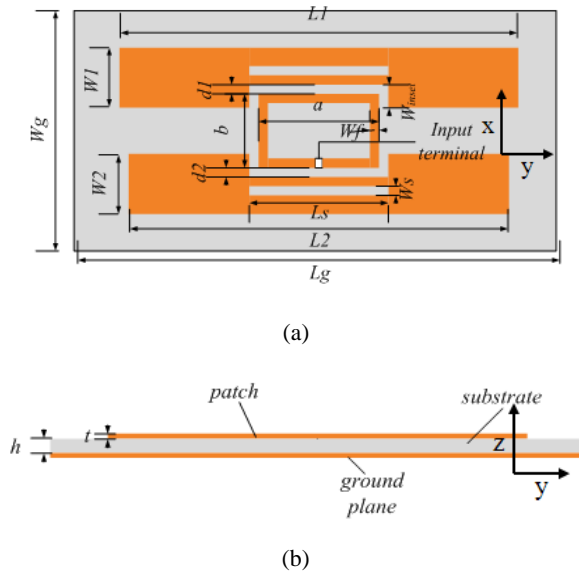 L1
W1
d1
a
Winset
Wg
b
Wf
Input
terminal
x
y
d2
W2
Ws
Ls
L2
Lg
(a)
patch
substrate
t
h
z
ground
plane
y
(b)